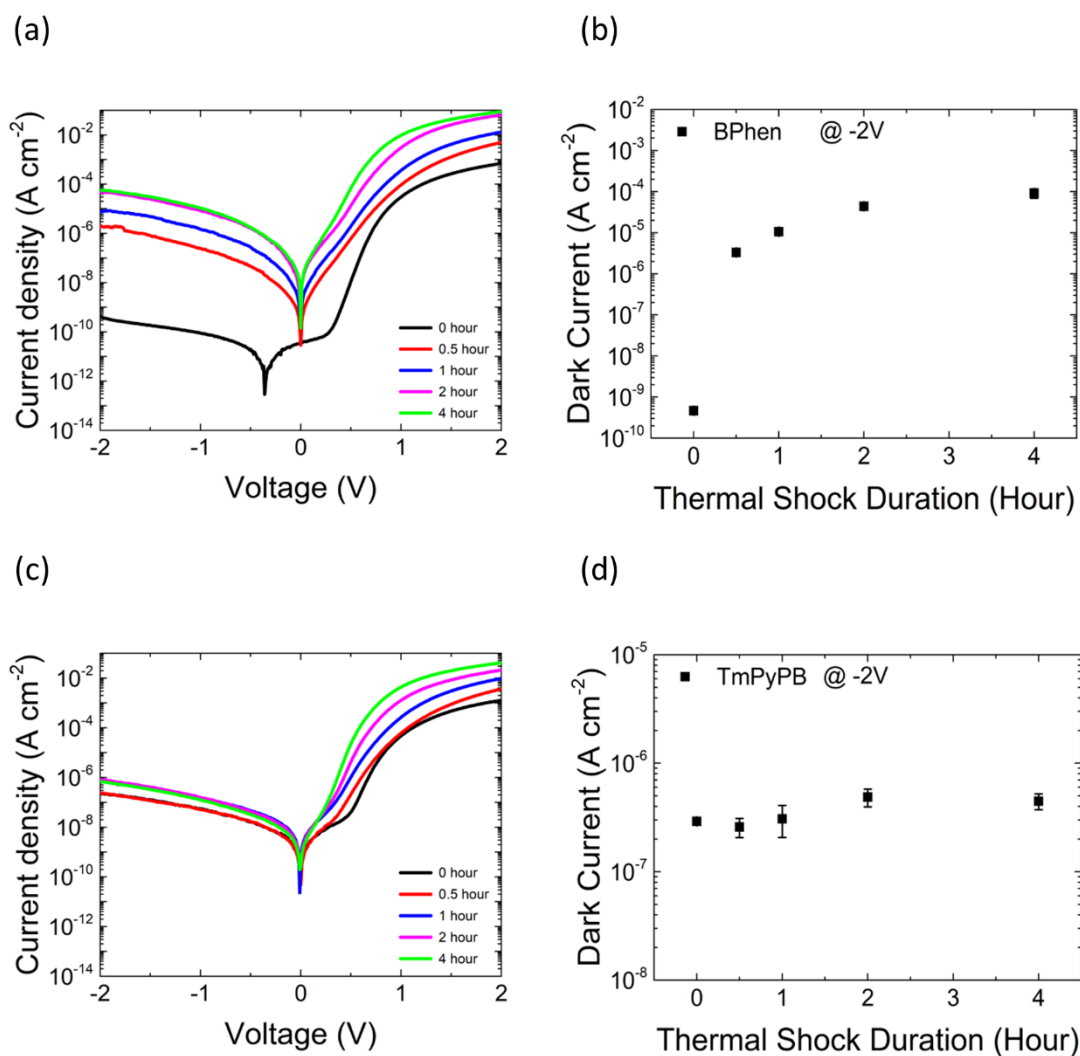 (a)
10⁻²
10⁻⁴
10⁻⁶
10⁻⁸
10⁻¹⁰
10⁻¹²
10⁻¹⁴
Current density (A cm⁻²)
0 hour
0.5 hour
1 hour
2 hour
4 hour
-2 -1 0 1 2
Voltage (V)
(b)
10⁻²
10⁻³
10⁻⁴
10⁻⁵
10⁻⁶
10⁻⁷
10⁻⁸
10⁻⁹
10⁻¹⁰
Dark Current (A cm⁻²)
BPhen @ -2V
0 1 2 3 4
Thermal Shock Duration (Hour)
(c)
10⁻²
10⁻⁴
10⁻⁶
10⁻⁸
10⁻¹⁰
10⁻¹²
10⁻¹⁴
Current density (A cm⁻²)
0 hour
0.5 hour
1 hour
2 hour
4 hour
-2 -1 0 1 2
Voltage (V)
(d)
10⁻⁵
10⁻⁶
10⁻⁷
10⁻⁸
Dark Current (A cm⁻²)
TmPyPB @ -2V
0 1 2 3 4
Thermal Shock Duration (Hour)